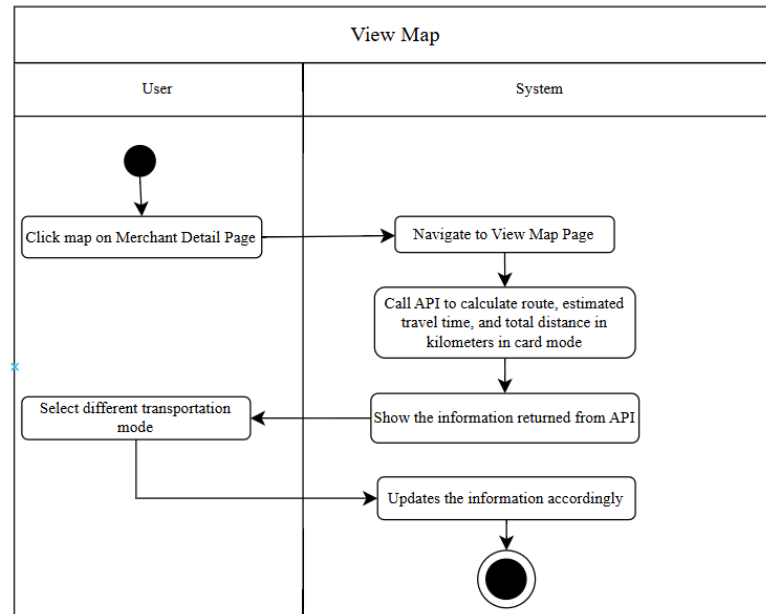 View Map
User
System
Click map on Merchant Detail Page
Navigate to View Map Page
Call API to calculate route, estimated
travel time, and total distance in
kilometers in card mode
Show the information returned from API
Select different transportation
mode
Updates the information accordingly